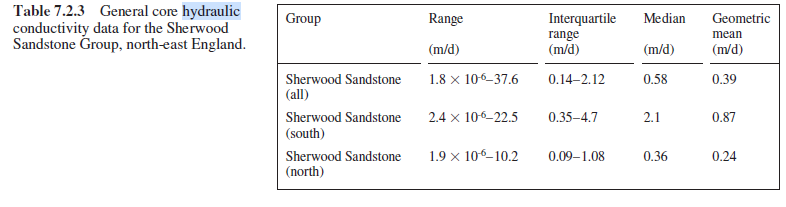 Table 7.2.3 General core hydraulic
conductivity data for the Sherwood
Sandstone Group, north-east England.
Group Range Interquartile Median Geometric
range mean
(m/d) (m/d) (m/d) (m/d)
Sherwood Sandstone 1.8 × 10⁻⁶–37.6 0.14–2.12 0.58 0.39
(all)
Sherwood Sandstone 2.4 × 10⁻⁶–22.5 0.35–4.7 2.1 0.87
(south)
Sherwood Sandstone 1.9 × 10⁻⁶–10.2 0.09–1.08 0.36 0.24
(north)